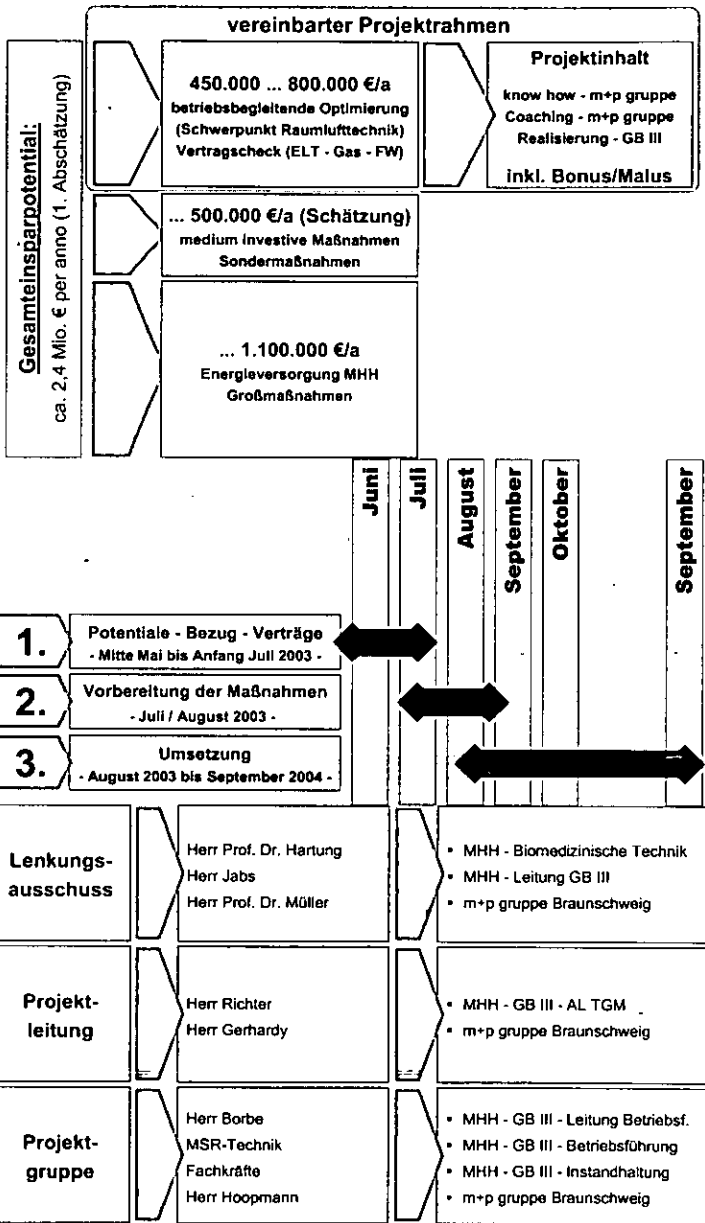 vereinbarter Projektrahmen
Gesamteinsparpotential:
ca. 2,4 Mio. € per anno (1. Abschätzung)
450.000 ... 800.000 €/a
betriebsbegleitende Optimierung
(Schwerpunkt Raumlufttechnik)
Vertragscheck (ELT - Gas - FW)
Projektinhalt
know how - m+p gruppe
Coaching - m+p gruppe
Realisierung - GB III
inkl. Bonus/Malus
... 500.000 €/a (Schätzung)
medium investive Maßnahmen
Sondermaßnahmen
... 1.100.000 €/a
Energieversorgung MHH
Großmaßnahmen
Juni
Juli
August
September
Oktober
September
1.
Potentiale - Bezug - Verträge
- Mitte Mai bis Anfang Juli 2003 -
2.
Vorbereitung der Maßnahmen
- Juli / August 2003 -
3.
Umsetzung
- August 2003 bis September 2004 -
Lenkungs-
ausschuss
Herr Prof. Dr. Hartung
Herr Jabs
Herr Prof. Dr. Müller
• MHH - Biomedizinische Technik
• MHH - Leitung GB III
• m+p gruppe Braunschweig
Projekt-
leitung
Herr Richter
Herr Gerhardy
• MHH - GB III - AL TGM
• m+p gruppe Braunschweig
Projekt-
gruppe
Herr Borbe
MSR-Technik
Fachkräfte
Herr Hoopmann
• MHH - GB III - Leitung Betriebsf.
• MHH - GB III - Betriebsführung
• MHH - GB III - Instandhaltung
• m+p gruppe Braunschweig